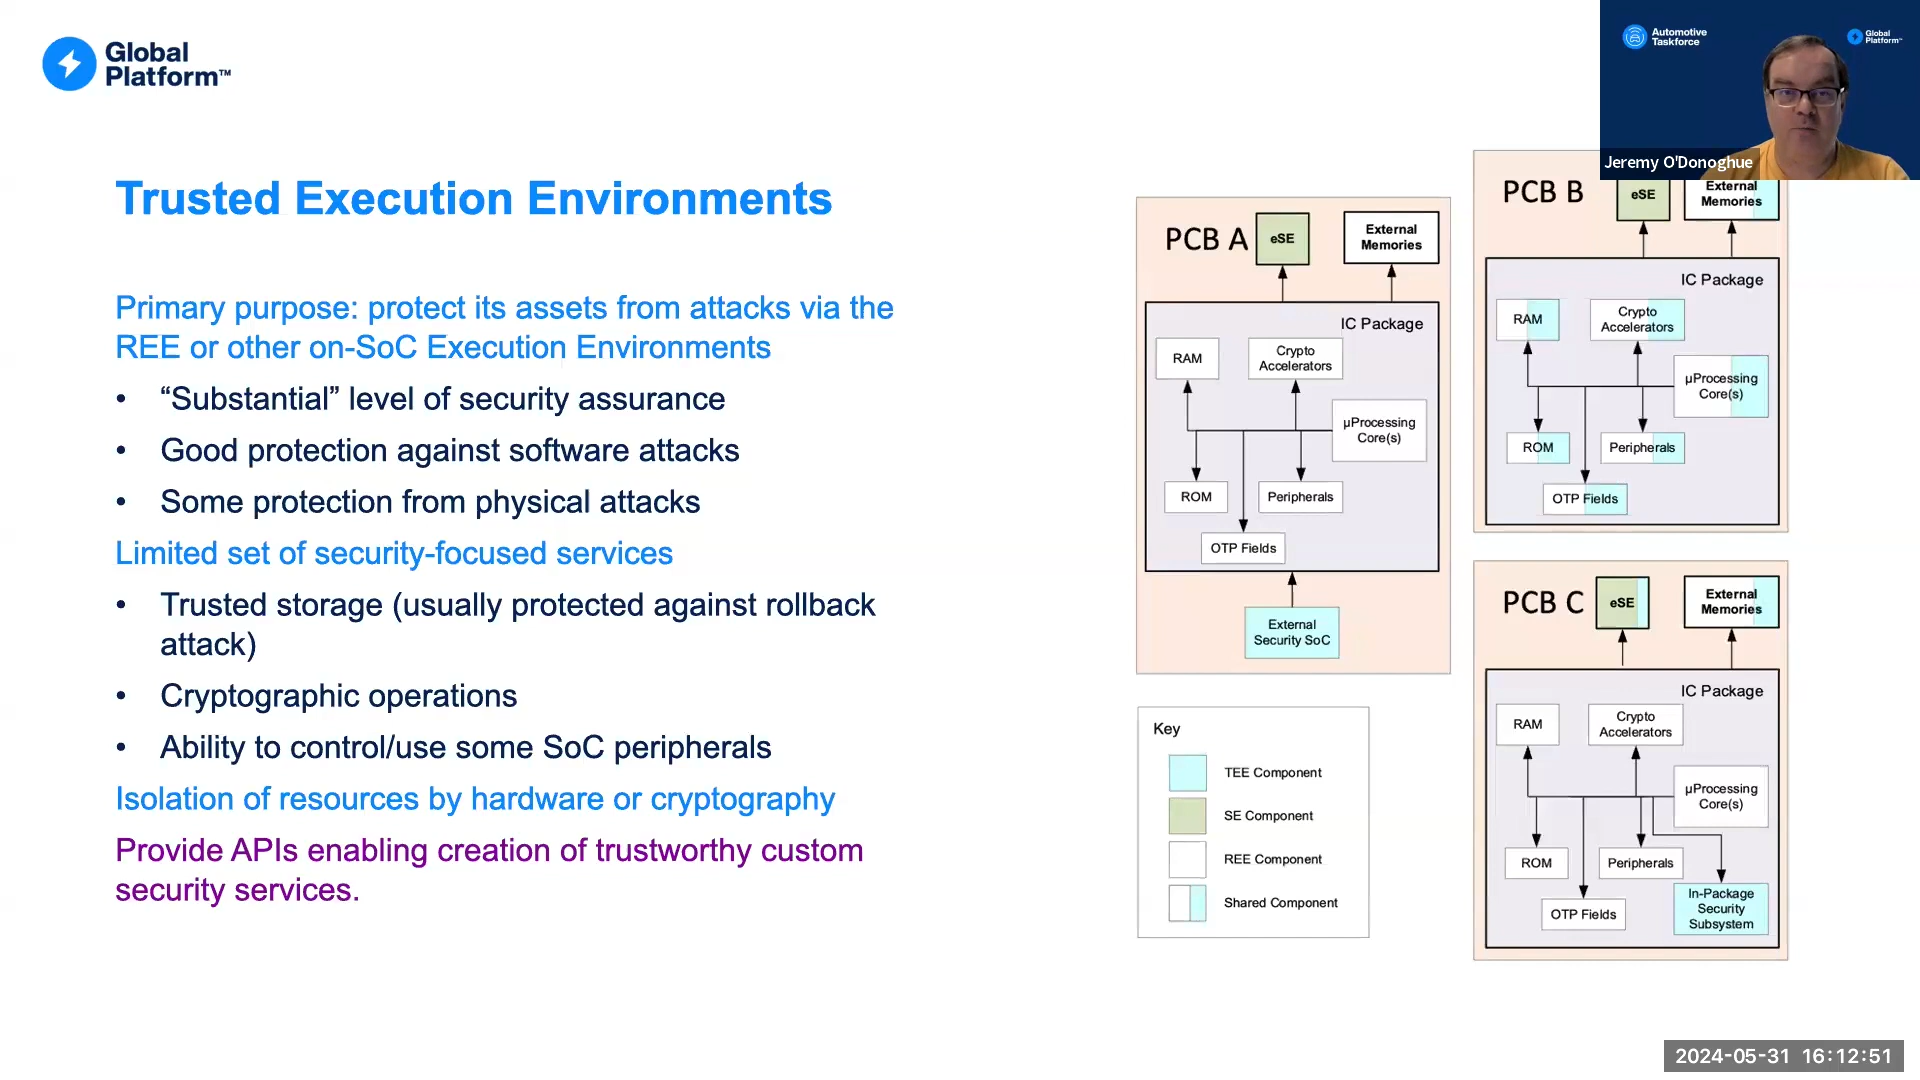 Global
Platform™
Automotive
Taskforce
Global
Platform™
Jeremy O'Donoghue
Trusted Execution Environments
Primary purpose: protect its assets from attacks via the
REE or other on-SoC Execution Environments
• “Substantial” level of security assurance
• Good protection against software attacks
• Some protection from physical attacks
Limited set of security-focused services
• Trusted storage (usually protected against rollback
attack)
• Cryptographic operations
• Ability to control/use some SoC peripherals
Isolation of resources by hardware or cryptography
Provide APIs enabling creation of trustworthy custom
security services.
PCB A
eSE
External
Memories
IC Package
RAM
Crypto
Accelerators
µProcessing
Core(s)
ROM
Peripherals
OTP Fields
External
Security SoC
PCB B
eSE
External
Memories
IC Package
RAM
Crypto
Accelerators
µProcessing
Core(s)
ROM
Peripherals
OTP Fields
Key
TEE Component
SE Component
REE Component
Shared Component
PCB C
eSE
External
Memories
IC Package
RAM
Crypto
Accelerators
µProcessing
Core(s)
ROM
Peripherals
OTP Fields
In-Package
Security
Subsystem
2024-05-31 16:12:51